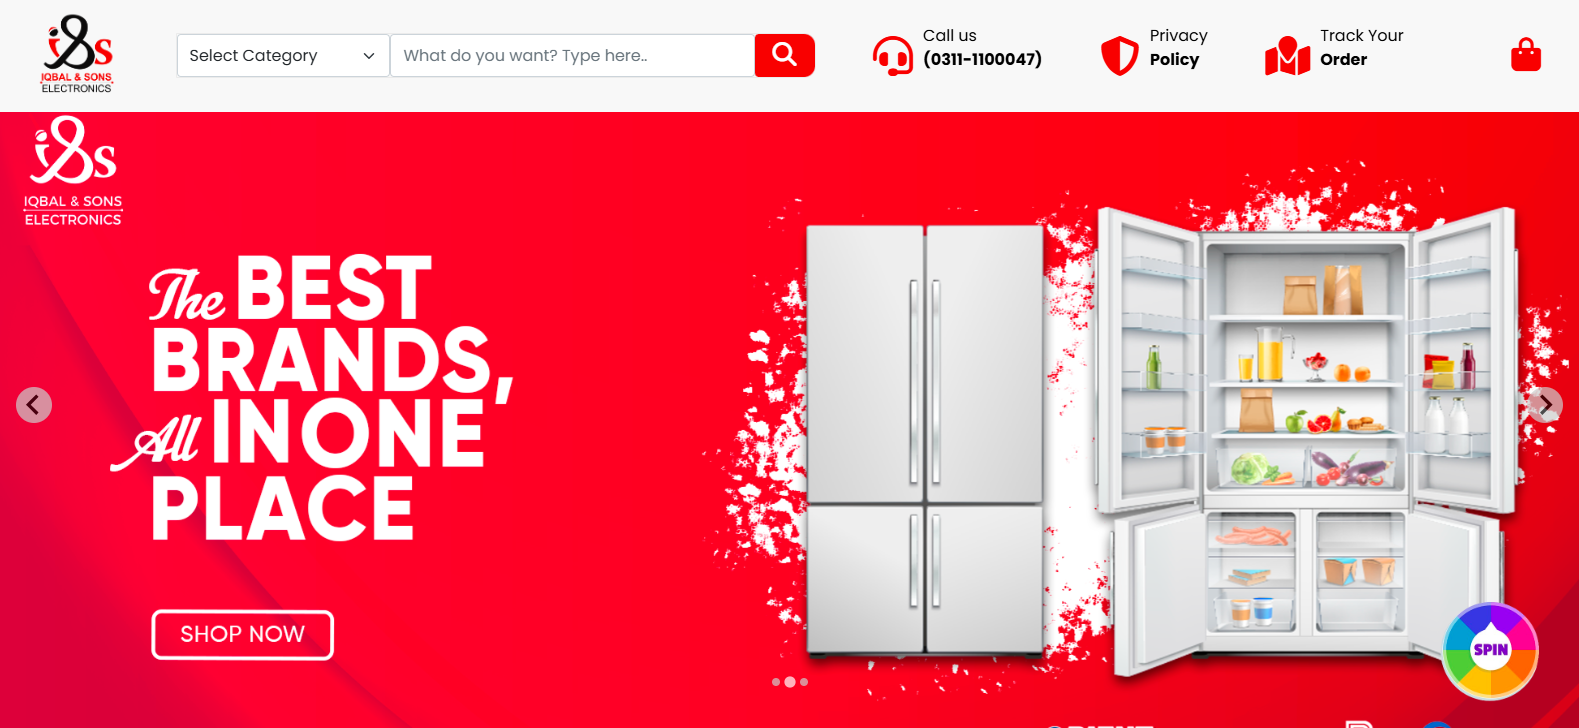 i&s
IQBAL & SONS
ELECTRONICS
Select Category
What do you want? Type here..
Call us
(0311-1100047)
Privacy
Policy
Track Your
Order
i&s
IQBAL & SONS
ELECTRONICS
The BEST
BRANDS,
All IN ONE
PLACE
SHOP NOW
SPIN